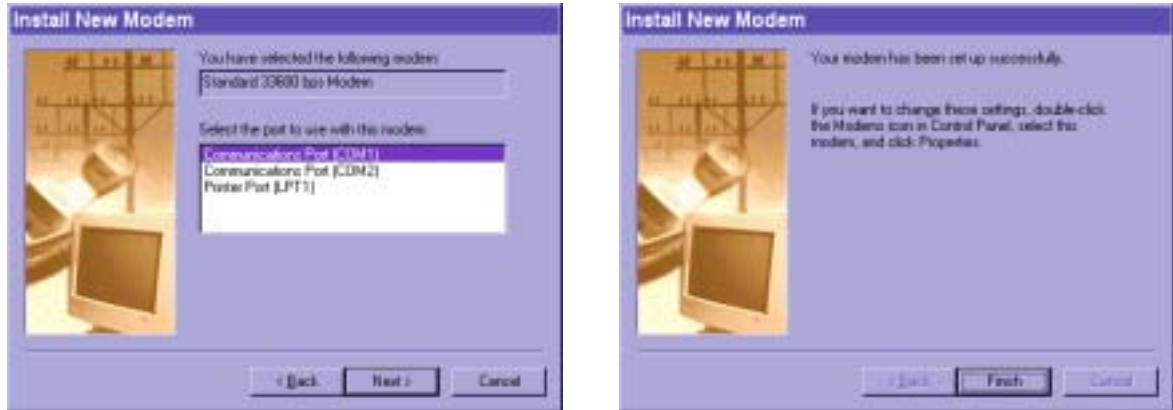 Install New Modem
You have selected the following modem:
Standard 33600 bps Modem
Select the port to use with this modem:
Communications Port (COM1)
Communications Port (COM2)
Printer Port (LPT1)
< Back
Next >
Cancel
Install New Modem
Your modem has been set up successfully.
If you want to change these settings, double-click
the Modems icon in Control Panel, select this
modem, and click Properties.
< Back
Finish
Cancel